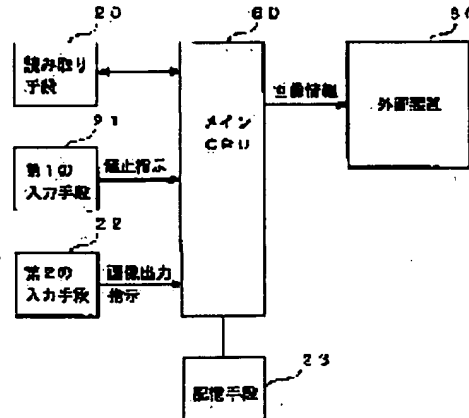 20
読み取り
手段
第1の
入力手段
停止指示
22
第2の
入力手段
画像出力
指示
60
メイン
CPU
画像情報
外部装置
23
記憶手段